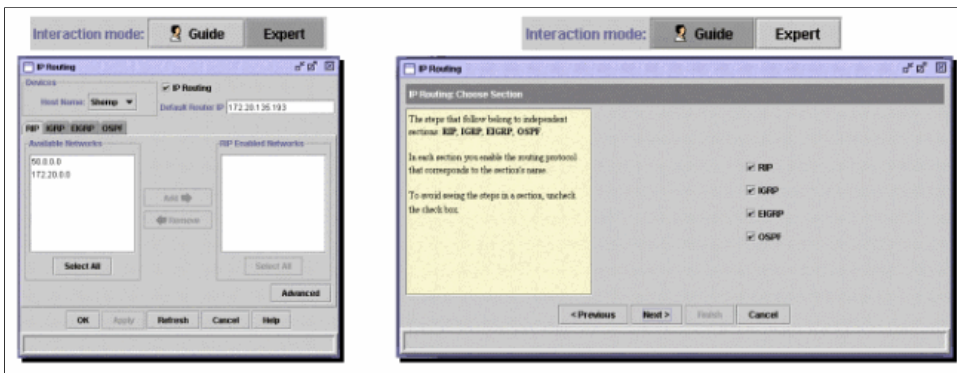 Interaction mode: Guide Expert
IP Routing
Devices
Host Name: Shemp
IP Routing
Default Router IP 172.20.135.193
RIP IGRP EIGRP OSPF
Available Networks
50.0.0.0
172.20.0.0
Add
Remove
Select All
RIP Enabled Networks
Select All
Advanced
OK Apply Refresh Cancel Help
Interaction mode: Guide Expert
IP Routing
IP Routing: Choose Section
The steps that follow belong to independent
sections: RIP, IGRP, EIGRP, OSPF.
In each section you enable the routing protocol
that corresponds to the section's name.
To avoid seeing the steps in a section, uncheck
the check box.
RIP
IGRP
EIGRP
OSPF
< Previous Next > Finish Cancel